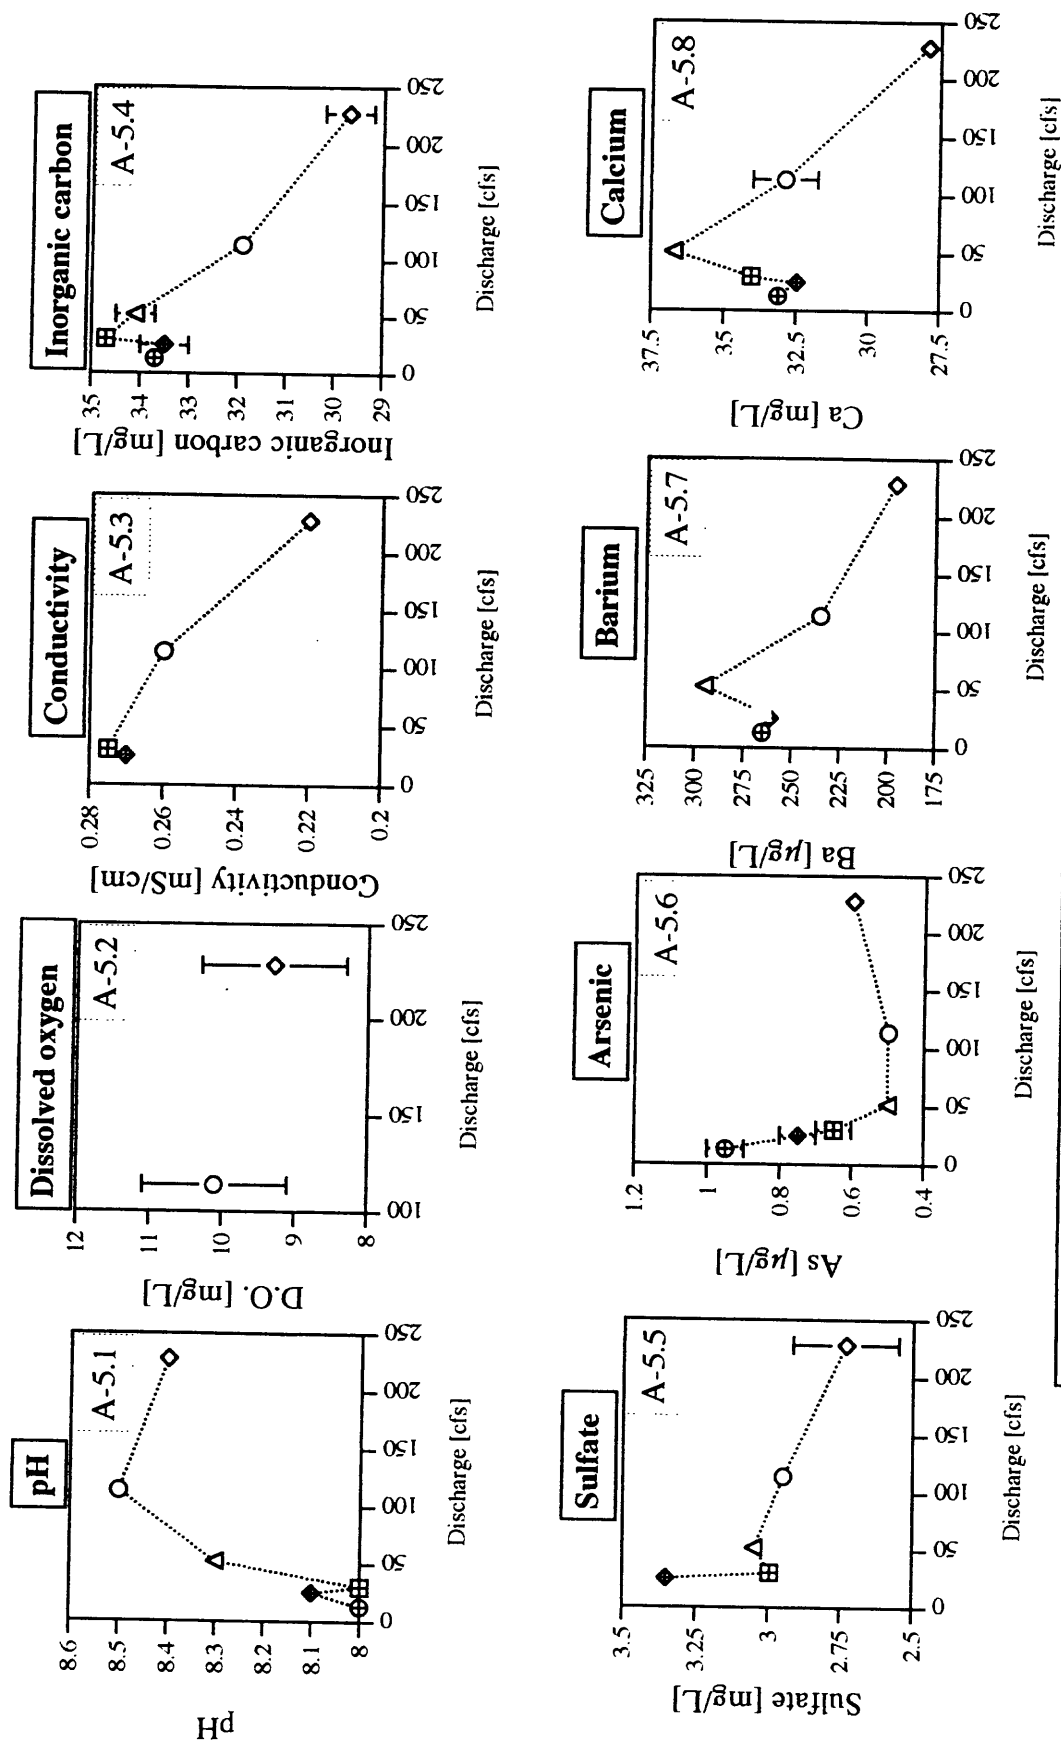 pH
A-5.1
pH
8.6
8.5
8.4
8.3
8.2
8.1
8
0
50
100
150
200
250
Discharge [cfs]
Dissolved oxygen
A-5.2
D.O. [mg/L]
12
11
10
9
8
100
150
200
250
Discharge [cfs]
Conductivity
A-5.3
Conductivity [mS/cm]
0.28
0.26
0.24
0.22
0.2
0
50
100
150
200
250
Discharge [cfs]
Inorganic carbon
A-5.4
Inorganic carbon [mg/L]
35
34
33
32
31
30
29
0
50
100
150
200
250
Discharge [cfs]
Sulfate
A-5.5
Sulfate [mg/L]
3.5
3.25
3
2.75
2.5
0
50
100
150
200
250
Discharge [cfs]
Arsenic
A-5.6
As [µg/L]
1.2
1
0.8
0.6
0.4
0
50
100
150
200
250
Discharge [cfs]
Barium
A-5.7
Ba [µg/L]
325
300
275
250
225
200
175
0
50
100
150
200
250
Discharge [cfs]
Calcium
A-5.8
Ca [mg/L]
37.5
35
32.5
30
27.5
0
50
100
150
200
250
Discharge [cfs]